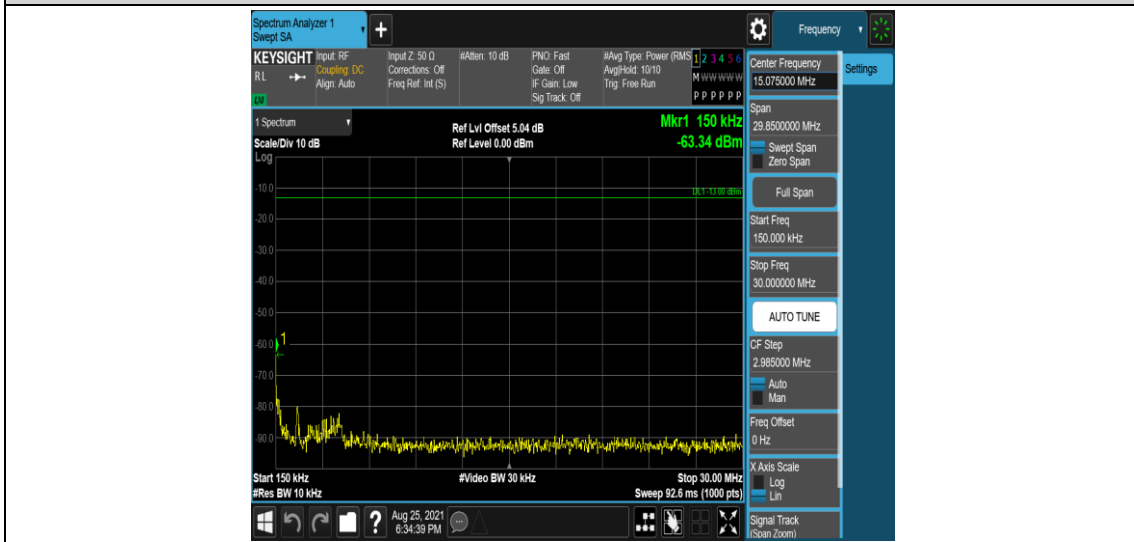 Spectrum Analyzer 1
Swept SA
+
Frequency
KEYSIGHT
RL
LXI
Input: RF
Coupling: DC
Align: Auto
Input Z: 50 Ω
Corrections: Off
Freq Ref: Int (S)
#Atten: 10 dB
PNO: Fast
Gate: Off
IF Gain: Low
Sig Track: Off
#Avg Type: Power (RMS
Avg|Hold: 10/10
Trig: Free Run
1 2 3 4 5 6
M W W W W W
P P P P P P
1 Spectrum
Scale/Div 10 dB
Log
Ref Lvl Offset 5.04 dB
Ref Level 0.00 dBm
Mkr1 150 kHz
-63.34 dBm
DL1 -13.00 dBm
-10.0
-20.0
-30.0
-40.0
-50.0
-60.0
-70.0
-80.0
-90.0
1
Start 150 kHz
#Res BW 10 kHz
#Video BW 30 kHz
Stop 30.00 MHz
Sweep 92.6 ms (1000 pts)
Center Frequency
15.075000 MHz
Settings
Span
29.8500000 MHz
Swept Span
Zero Span
Full Span
Start Freq
150.000 kHz
Stop Freq
30.000000 MHz
AUTO TUNE
CF Step
2.985000 MHz
Auto
Man
Freq Offset
0 Hz
X Axis Scale
Log
Lin
Signal Track
(Span Zoom)
?
Aug 25, 2021
6:34:39 PM